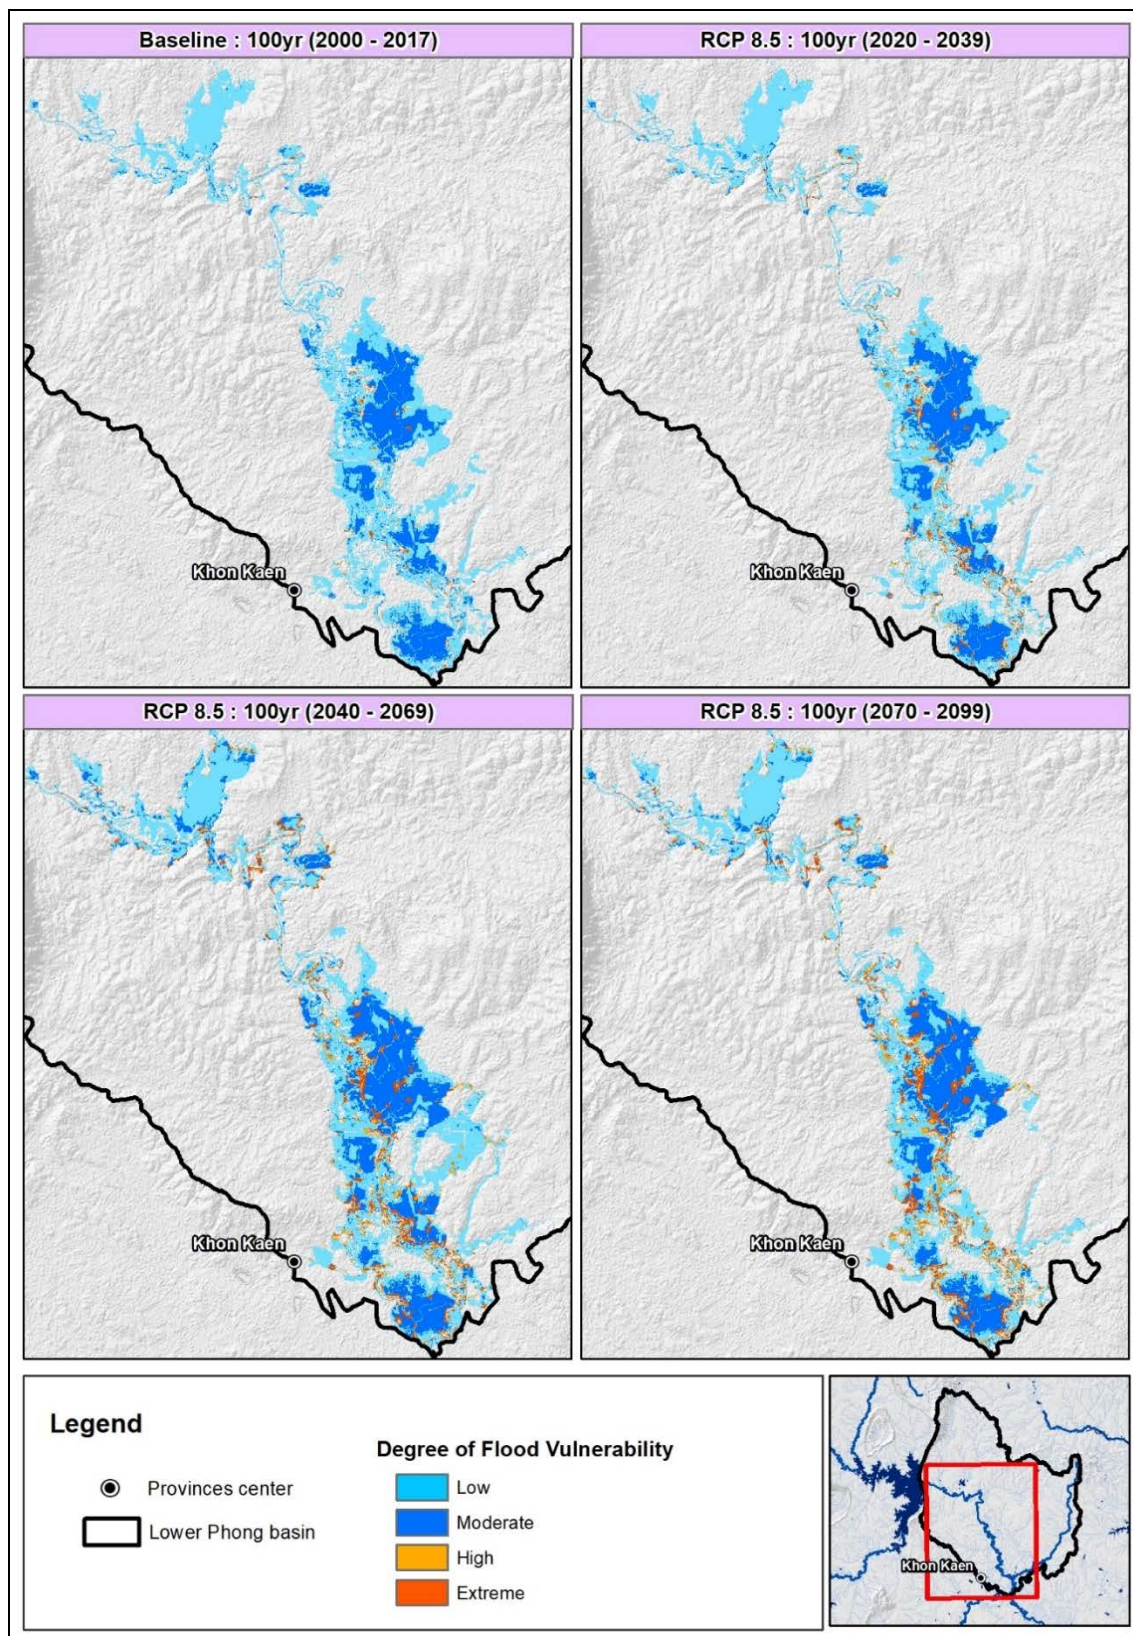 Baseline : 100yr (2000 - 2017)
RCP 8.5 : 100yr (2020 - 2039)
Khon Kaen
Khon Kaen
RCP 8.5 : 100yr (2040 - 2069)
RCP 8.5 : 100yr (2070 - 2099)
Khon Kaen
Khon Kaen
Legend
Provinces center
Lower Phong basin
Degree of Flood Vulnerability
Low
Moderate
High
Extreme
Khon Kaen